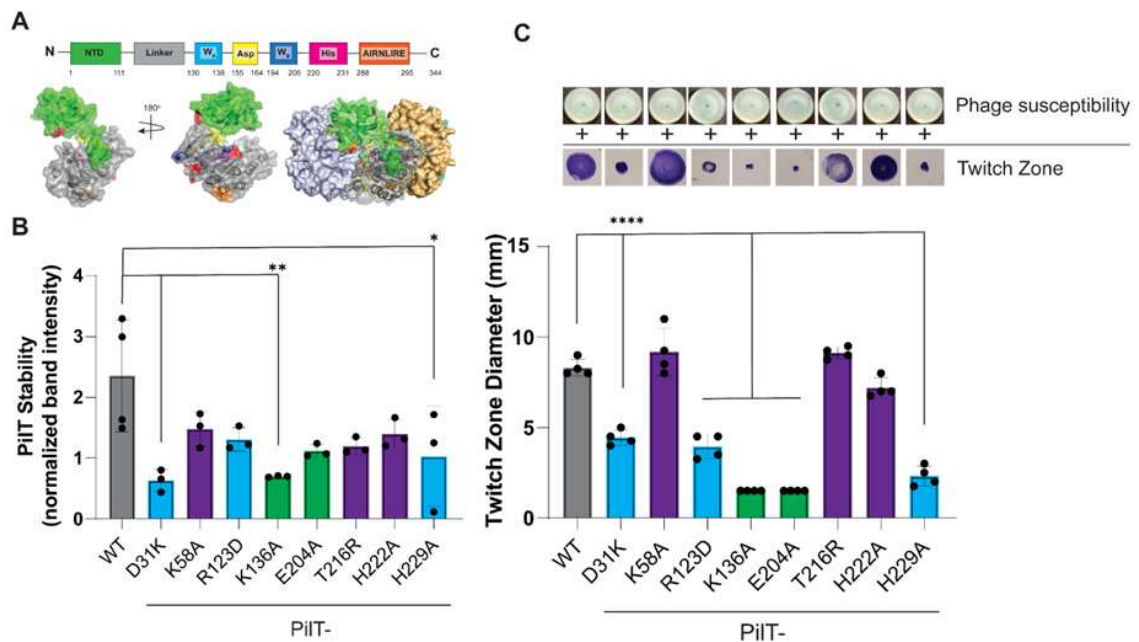 A
N NTD Linker WA Asp WB His AIRNLIRE C
1 111 130 138 155 164 194 206 220 231 288 295 344
180°
B
PilT Stability
(normalized band intensity)
4
3
2
1
0
*
**
WT
D31K
K58A
R123D
K136A
E204A
T216R
H222A
H229A
PilT-
C
Phage susceptibility
+ + + + + + + + +
Twitch Zone
Twitch Zone Diameter (mm)
15
10
5
0
****
WT
D31K
K58A
R123D
K136A
E204A
T216R
H222A
H229A
PilT-